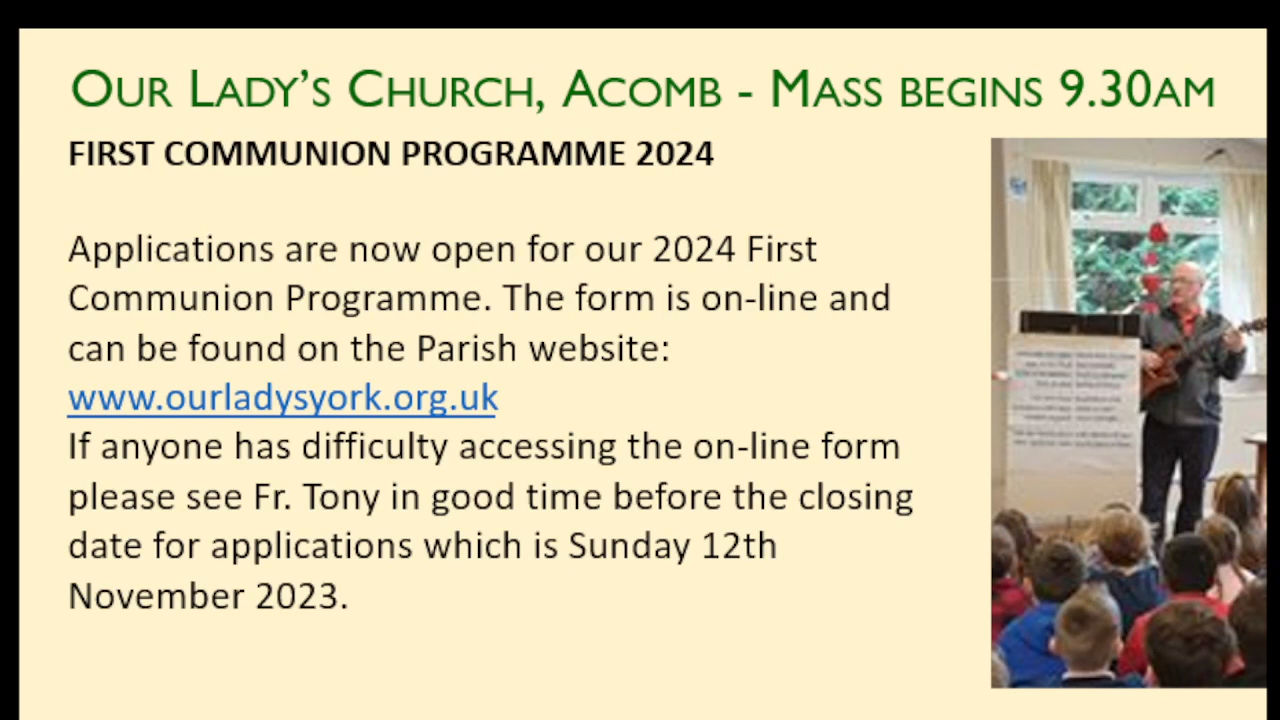 Our Lady's Church, Acomb - Mass begins 9.30am
FIRST COMMUNION PROGRAMME 2024
Applications are now open for our 2024 First
Communion Programme. The form is on-line and
can be found on the Parish website:
www.ourladysyork.org.uk
If anyone has difficulty accessing the on-line form
please see Fr. Tony in good time before the closing
date for applications which is Sunday 12th
November 2023.